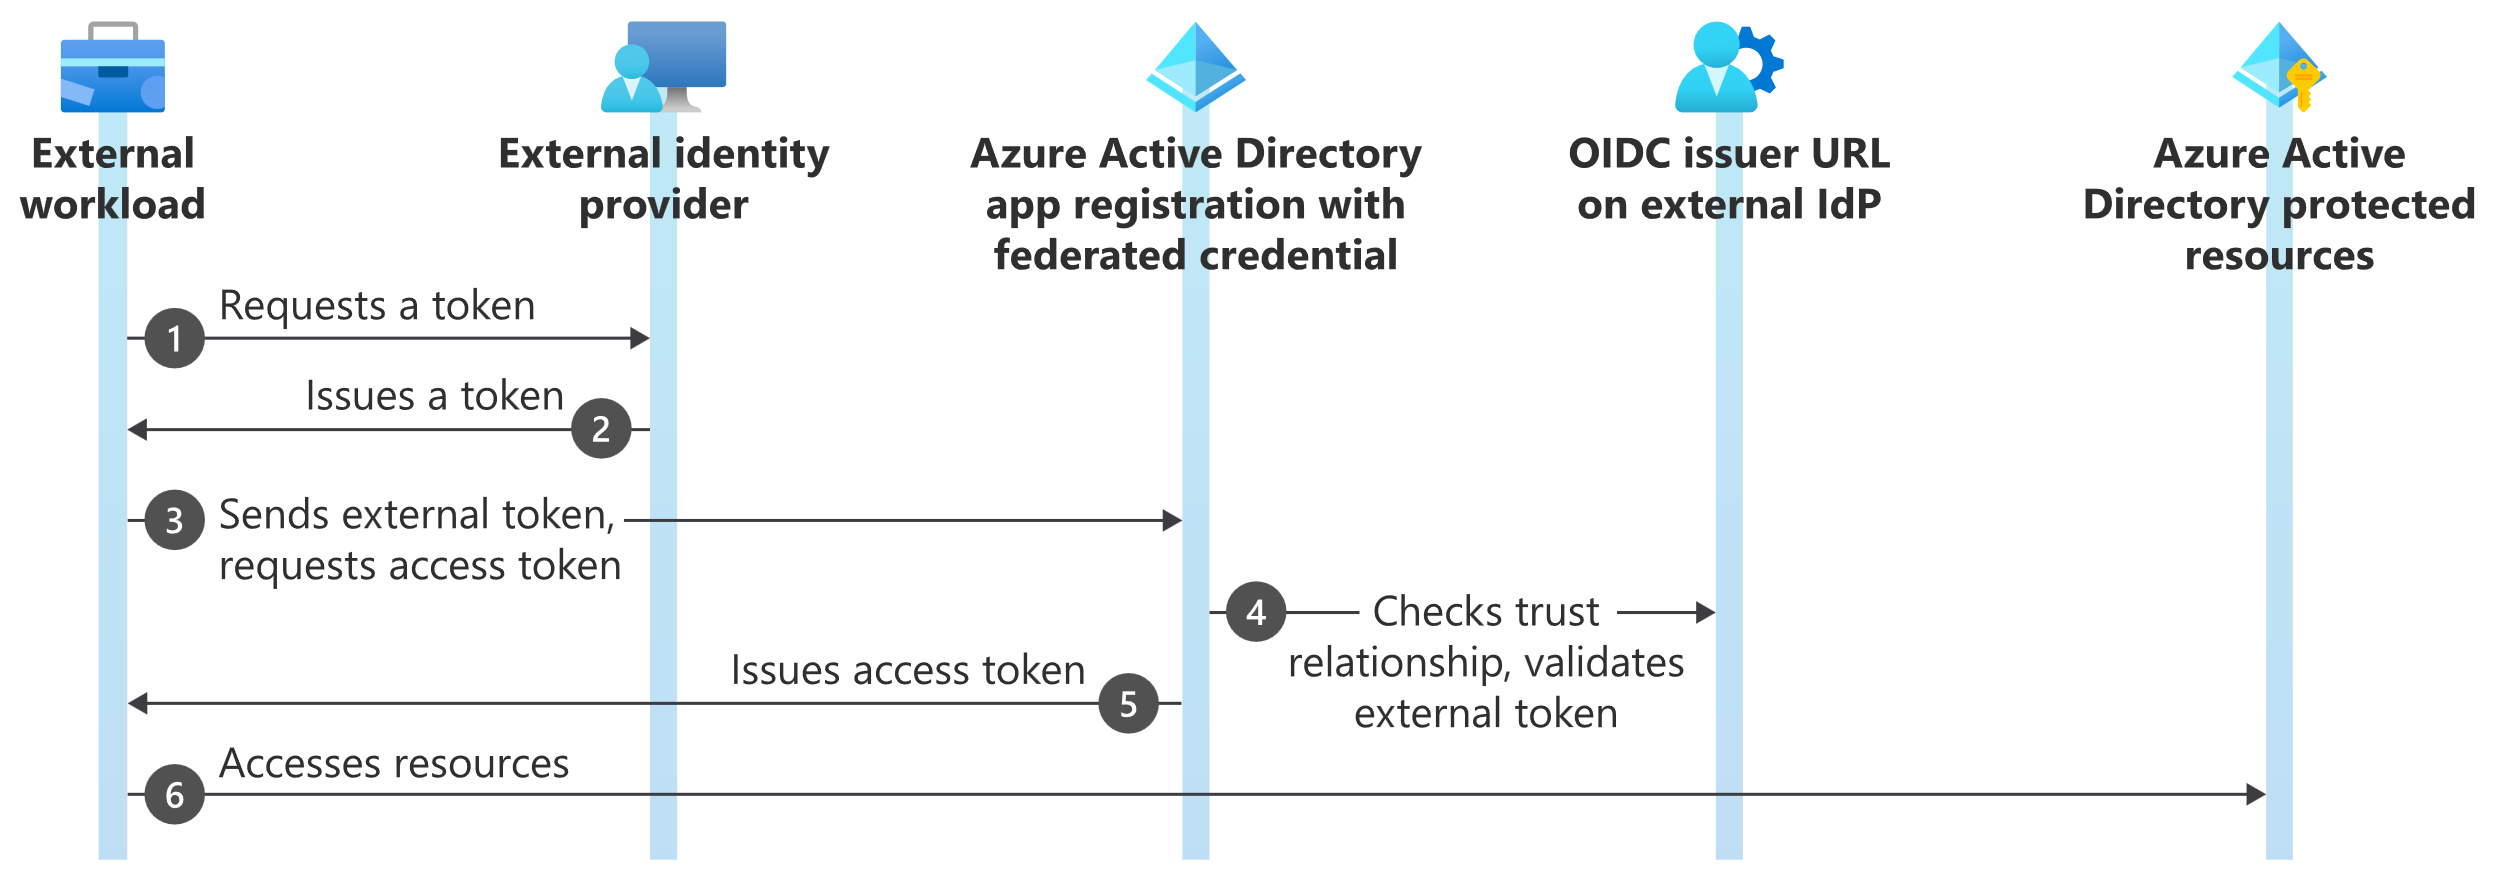 External
workload
External identity
provider
Azure Active Directory
app registration with
federated credential
OIDC issuer URL
on external IdP
Azure Active
Directory protected
resources
1
Requests a token
Issues a token
2
3
Sends external token,
requests access token
4
Checks trust
relationship, validates
external token
Issues access token
5
6
Accesses resources